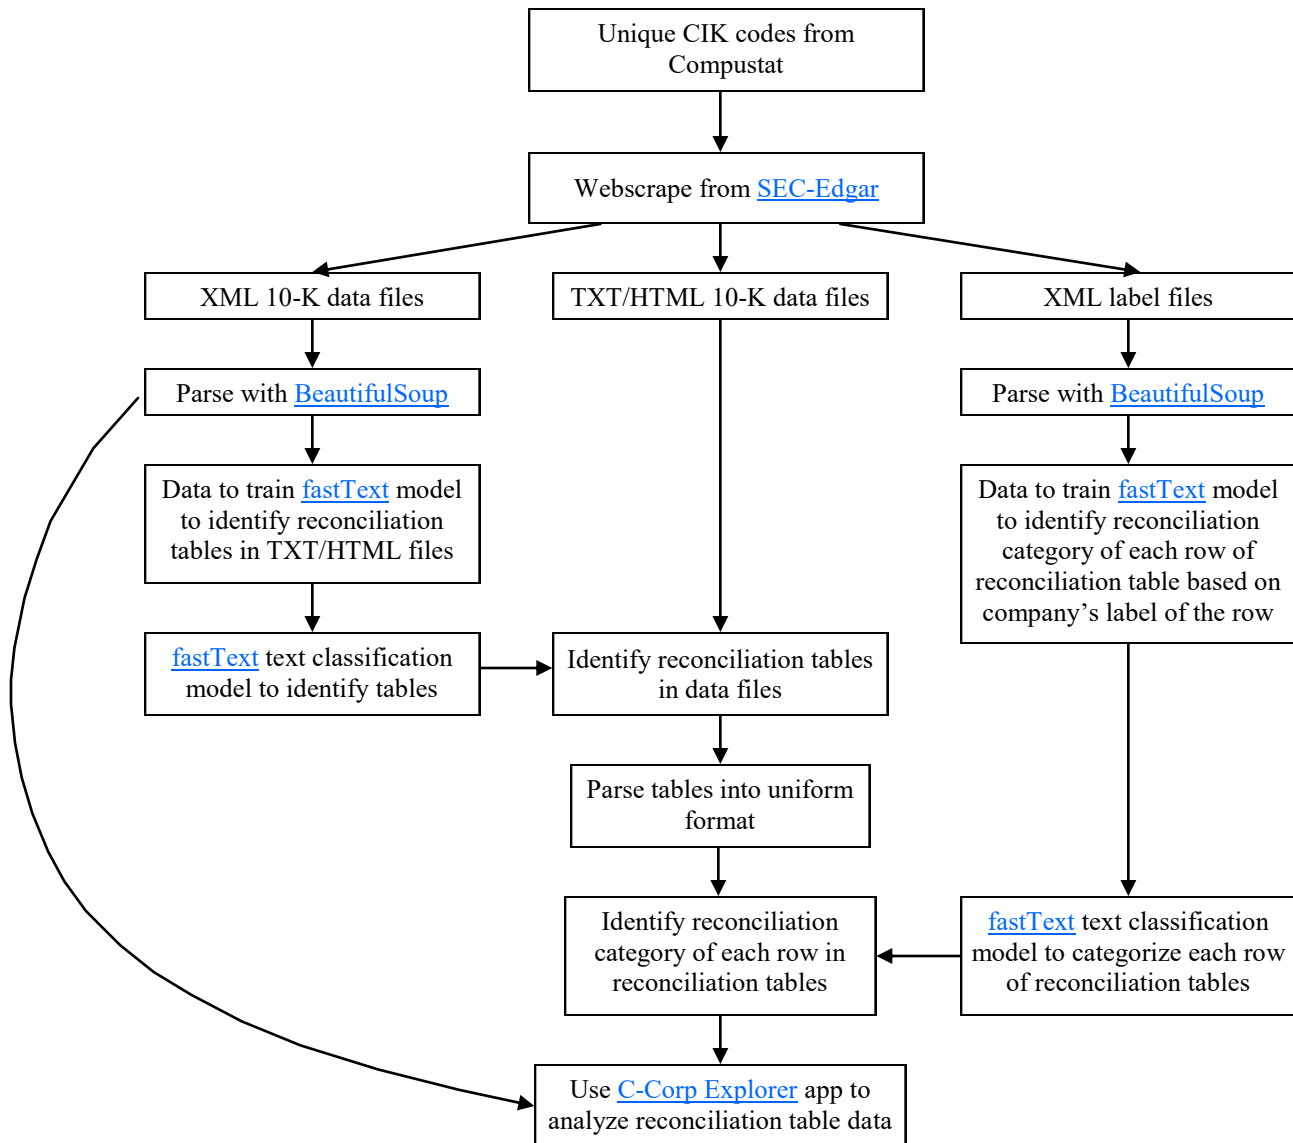 Unique CIK codes from
Compustat
Webscrape from SEC-Edgar
XML 10-K data files
TXT/HTML 10-K data files
XML label files
Parse with BeautifulSoup
Parse with BeautifulSoup
Data to train fastText model
to identify reconciliation
tables in TXT/HTML files
Data to train fastText model
to identify reconciliation
category of each row of
reconciliation table based on
company’s label of the row
fastText text classification
model to identify tables
Identify reconciliation tables
in data files
Parse tables into uniform
format
Identify reconciliation
category of each row in
reconciliation tables
fastText text classification
model to categorize each row
of reconciliation tables
Use C-Corp Explorer app to
analyze reconciliation table data